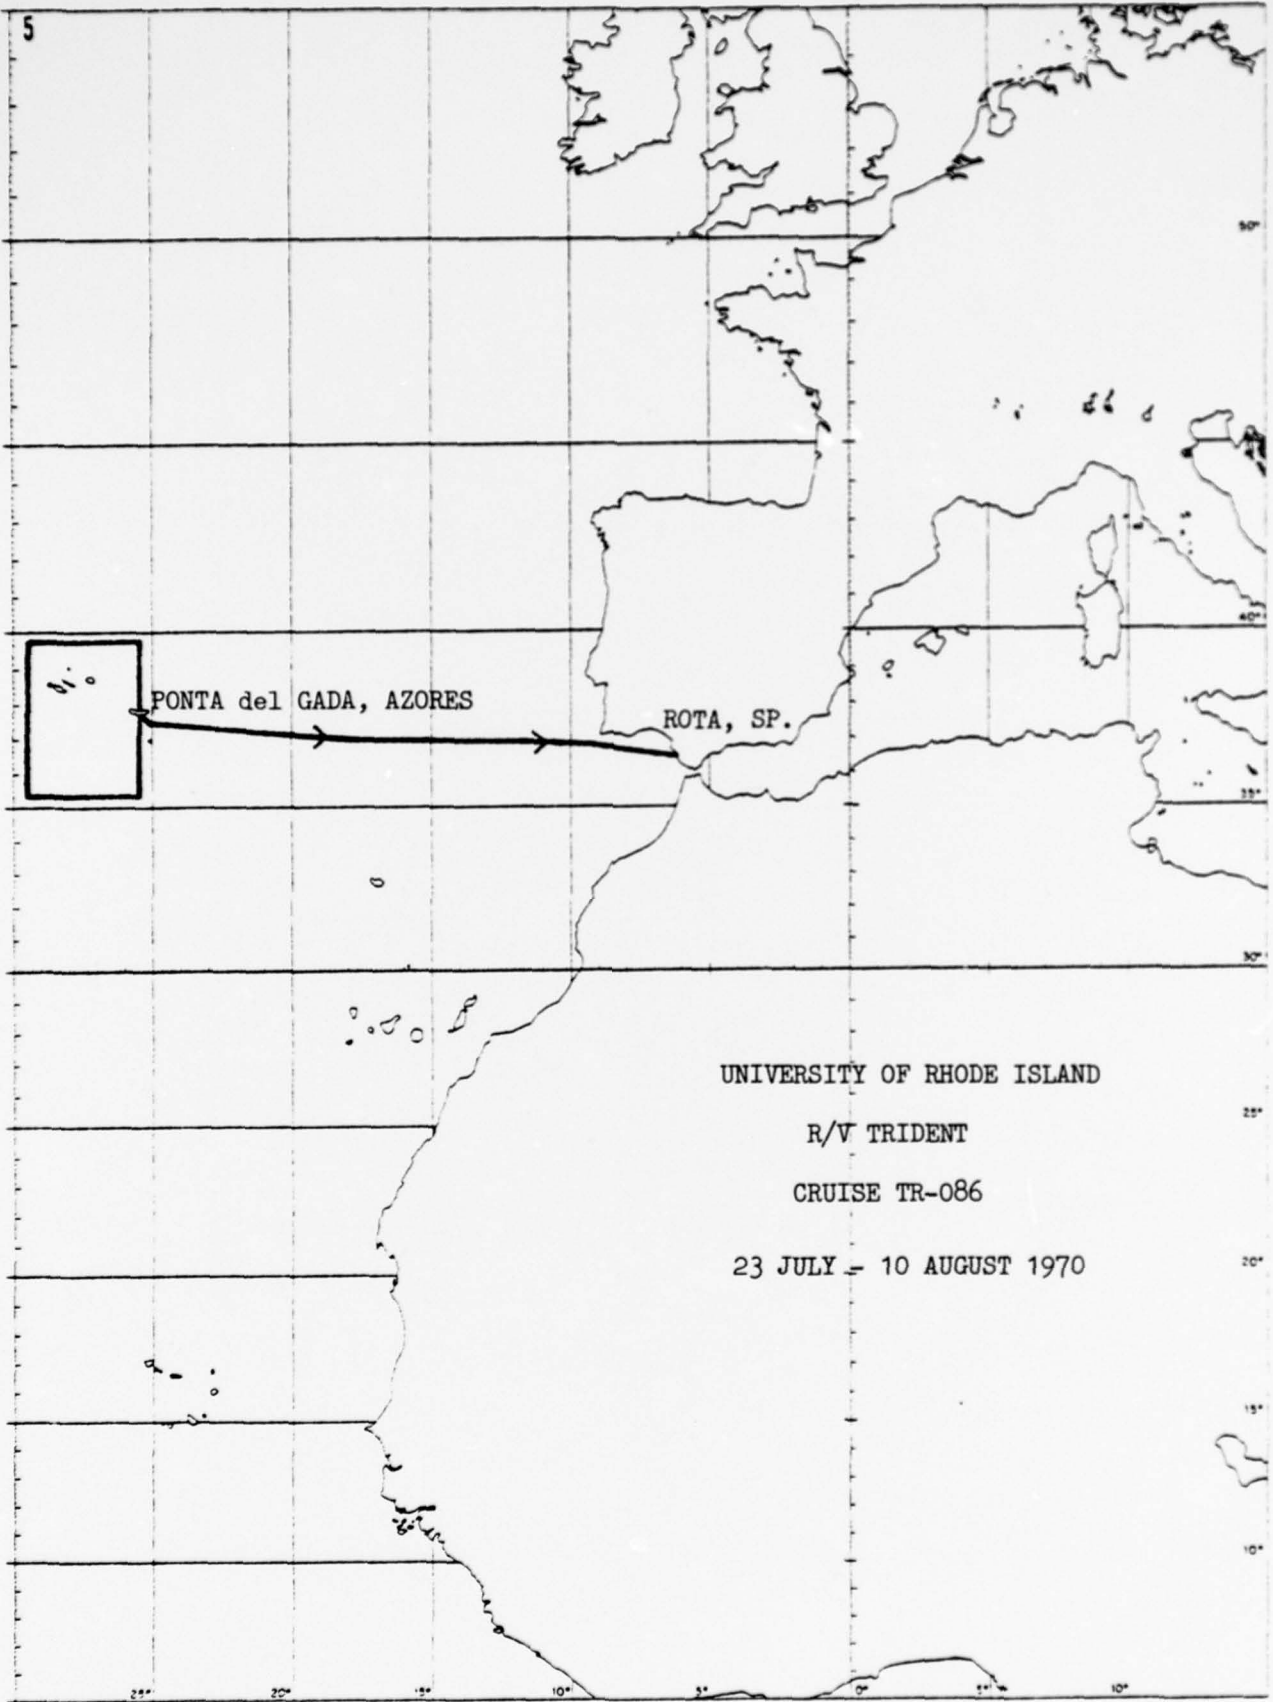 5
50°
40°
PONTA del GADA, AZORES
ROTA, SP.
35°
30°
UNIVERSITY OF RHODE ISLAND
25°
R/V TRIDENT
CRUISE TR-086
20°
23 JULY - 10 AUGUST 1970
15°
10°
25° 20° 15° 10° 5° 0° 5° 10°